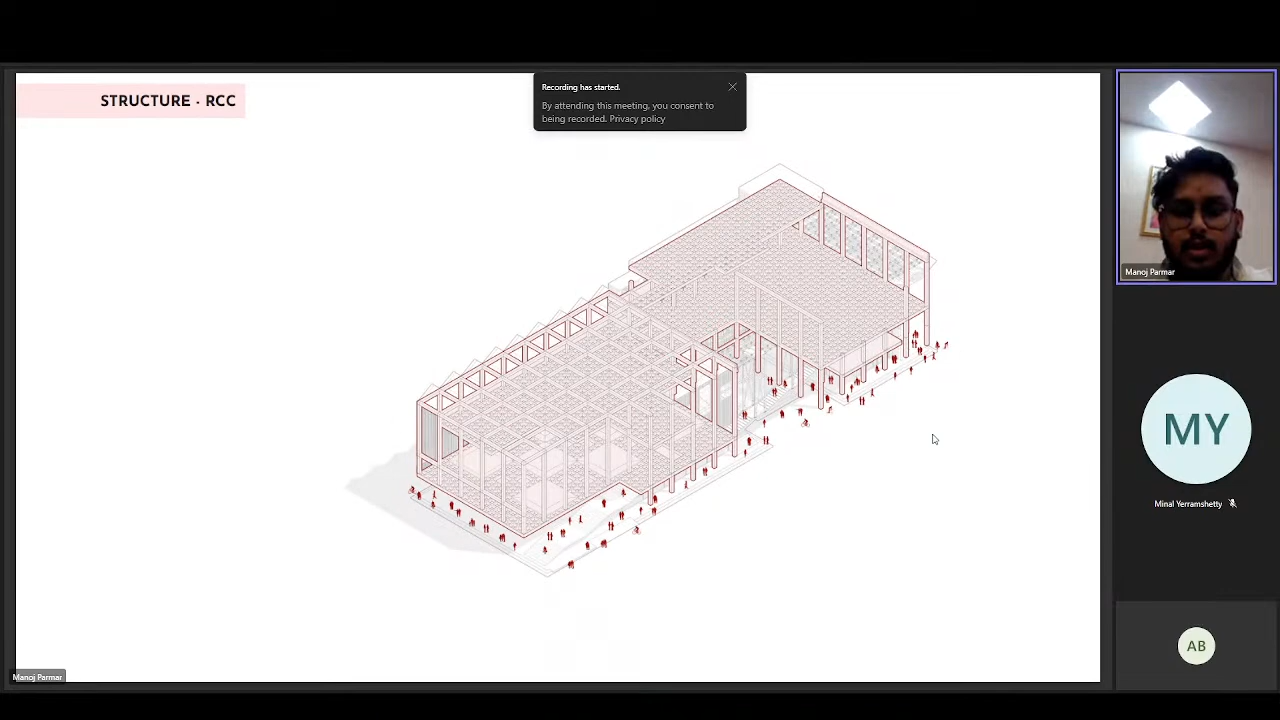 STRUCTURE · RCC
Recording has started.
By attending this meeting, you consent to
being recorded. Privacy policy
Manoj Parmar
MY
Minal Yerramshetty
AB
Manoj Parmar